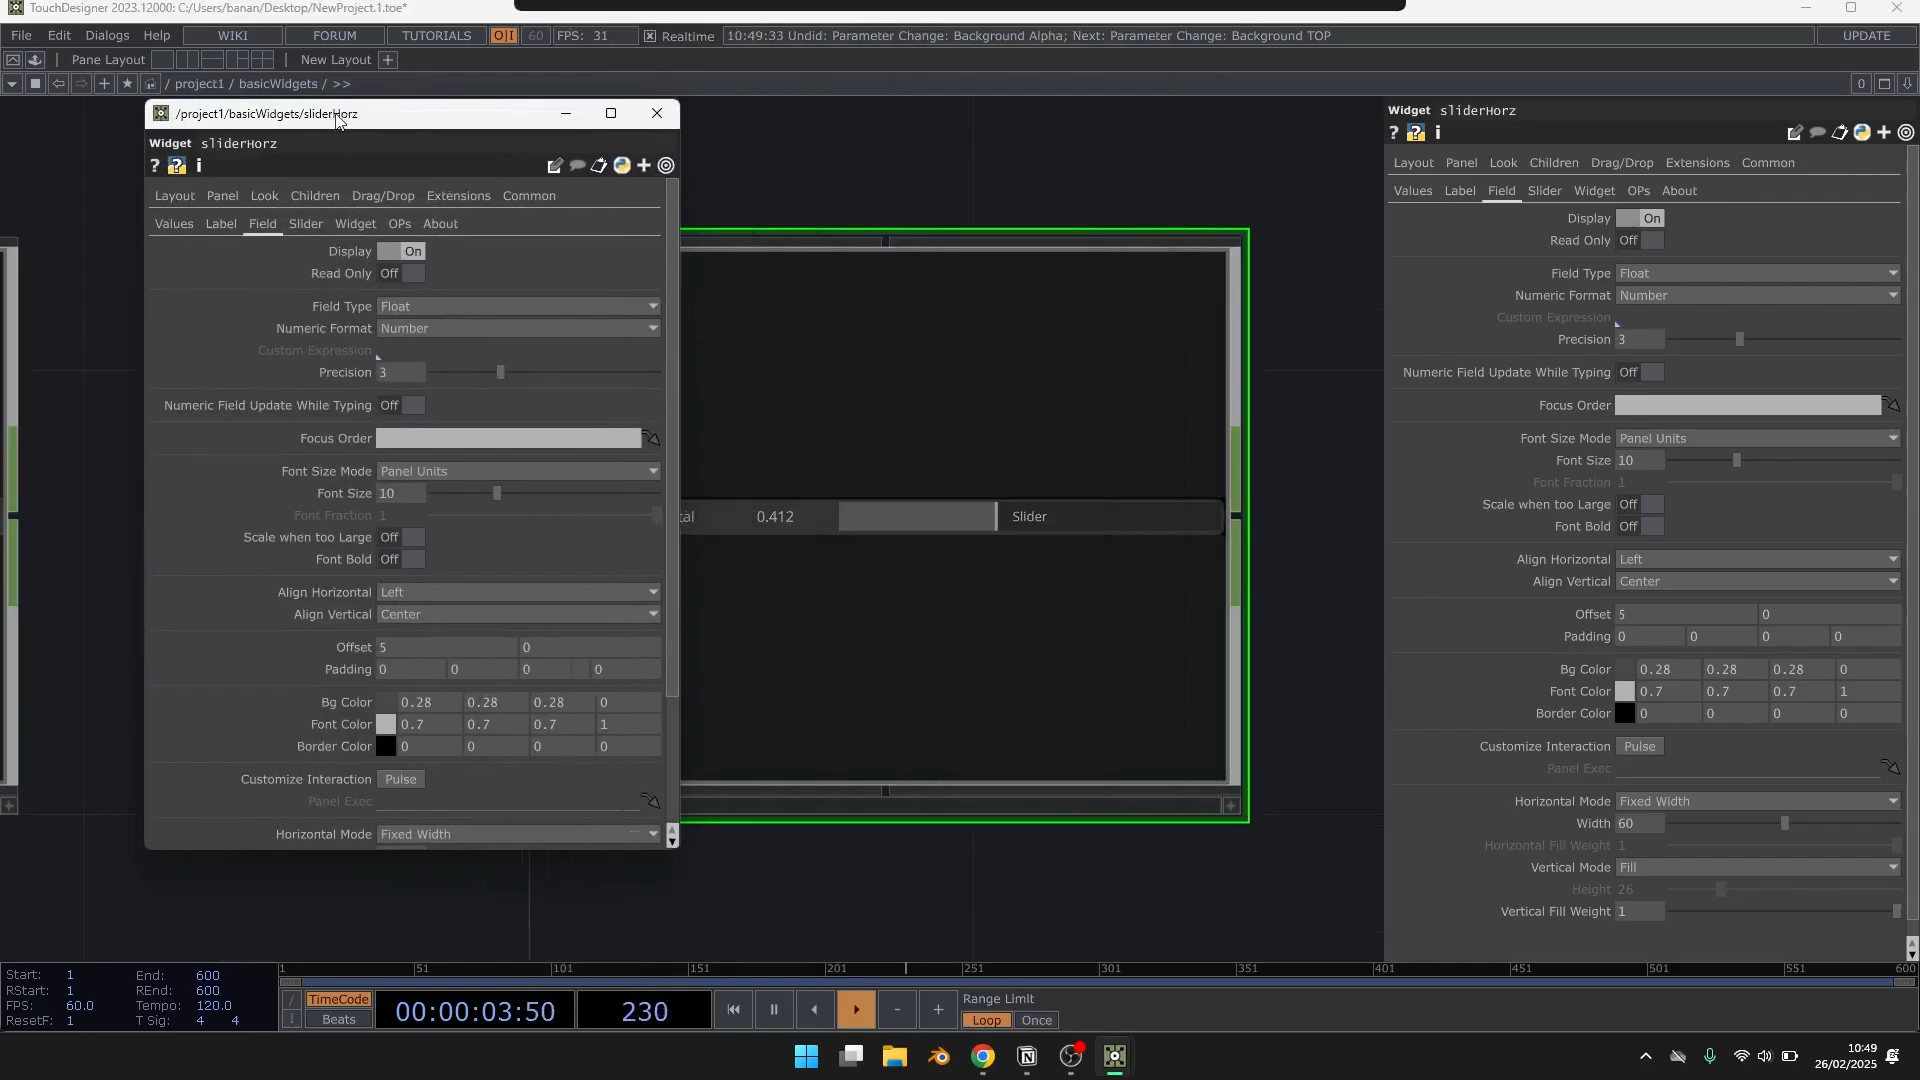 TouchDesigner 2023.12000: C:/Users/banan/Desktop/NewProject.1.toe*
File Edit Dialogs Help WIKI FORUM TUTORIALS O|I 60 FPS: 31 Realtime 10:49:33 Undid: Parameter Change: Background Alpha; Next: Parameter Change: Background TOP UPDATE
Pane Layout New Layout +
/ project1 / basicWidgets / >> 0
/project1/basicWidgets/sliderHorz
Widget sliderHorz
? ? i
Layout Panel Look Children Drag/Drop Extensions Common
Values Label Field Slider Widget OPs About
Display On
Read Only Off
Field Type Float
Numeric Format Number
Custom Expression
Precision 3
Numeric Field Update While Typing Off
Focus Order
Font Size Mode Panel Units
Font Size 10
Font Fraction 1
Scale when too Large Off
Font Bold Off
Align Horizontal Left
Align Vertical Center
Offset 5 0
Padding 0 0 0 0
Bg Color 0.28 0.28 0.28 0
Font Color 0.7 0.7 0.7 1
Border Color 0 0 0 0
Customize Interaction Pulse
Panel Exec
Horizontal Mode Fixed Width
tal 0.412 Slider
Widget sliderHorz
? ? i
Layout Panel Look Children Drag/Drop Extensions Common
Values Label Field Slider Widget OPs About
Display On
Read Only Off
Field Type Float
Numeric Format Number
Custom Expression
Precision 3
Numeric Field Update While Typing Off
Focus Order
Font Size Mode Panel Units
Font Size 10
Font Fraction 1
Scale when too Large Off
Font Bold Off
Align Horizontal Left
Align Vertical Center
Offset 5 0
Padding 0 0 0 0
Bg Color 0.28 0.28 0.28 0
Font Color 0.7 0.7 0.7 1
Border Color 0 0 0 0
Customize Interaction Pulse
Panel Exec
Horizontal Mode Fixed Width
Width 60
Horizontal Fill Weight 1
Vertical Mode Fill
Height 26
Vertical Fill Weight 1
1 51 101 151 201 251 301 351 401 451 501 551 600
Start: 1 End: 600
RStart: 1 REnd: 600
FPS: 60.0 Tempo: 120.0
ResetF: 1 T Sig: 4 4
/ TimeCode
I Beats
00:00:03:50 230
- +
Range Limit
Loop Once
10:49
26/02/2025